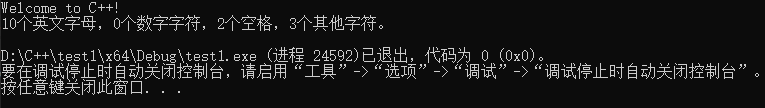 Welcome to C++!
10个英文字母，0个数字字符，2个空格，3个其他字符。
D:\C++\test1\x64\Debug\test1.exe (进程 24592)已退出，代码为 0 (0x0)。
要在调试停止时自动关闭控制台，请启用“工具”->“选项”->“调试”->“调试停止时自动关闭控制台”。
按任意键关闭此窗口. . .